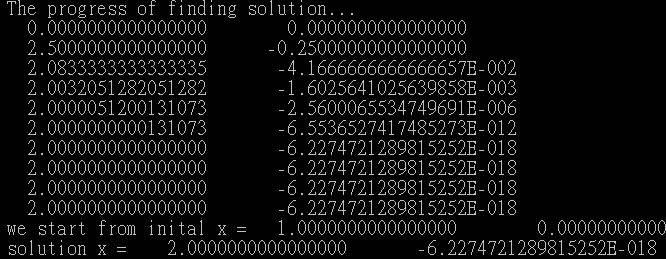 The progress of finding solution...
0.0000000000000000 0.0000000000000000
2.5000000000000000 -0.25000000000000000
2.0833333333333335 -4.1666666666666657E-002
2.0032051282051282 -1.6025641025639858E-003
2.0000051200131073 -2.5600065534749691E-006
2.0000000000131073 -6.5536527417485273E-012
2.0000000000000000 -6.2274721289815252E-018
2.0000000000000000 -6.2274721289815252E-018
2.0000000000000000 -6.2274721289815252E-018
2.0000000000000000 -6.2274721289815252E-018
we start from inital x = 1.0000000000000000 0.00000000000
solution x = 2.0000000000000000 -6.2274721289815252E-018